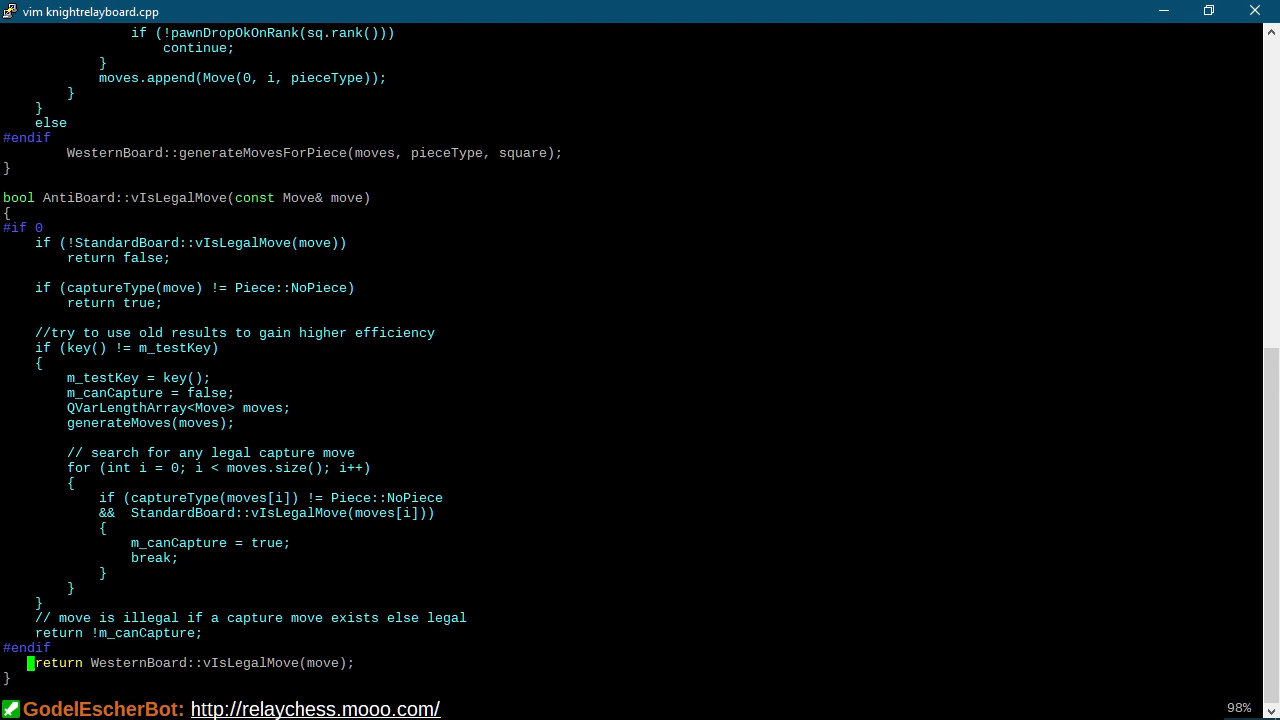 vim knightrelayboard.cpp
if (!pawnDropOkOnRank(sq.rank()))
continue;
}
moves.append(Move(0, i, pieceType));
}
}
else
#endif
WesternBoard::generateMovesForPiece(moves, pieceType, square);
}
bool AntiBoard::vIsLegalMove(const Move& move)
{
#if 0
if (!StandardBoard::vIsLegalMove(move))
return false;
if (captureType(move) != Piece::NoPiece)
return true;
//try to use old results to gain higher efficiency
if (key() != m_testKey)
{
m_testKey = key();
m_canCapture = false;
QVarLengthArray<Move> moves;
generateMoves(moves);
// search for any legal capture move
for (int i = 0; i < moves.size(); i++)
{
if (captureType(moves[i]) != Piece::NoPiece
&&  StandardBoard::vIsLegalMove(moves[i]))
{
m_canCapture = true;
break;
}
}
}
// move is illegal if a capture move exists else legal
return !m_canCapture;
#endif
return WesternBoard::vIsLegalMove(move);
}
GodelEscherBot: http://relaychess.mooo.com/
98%